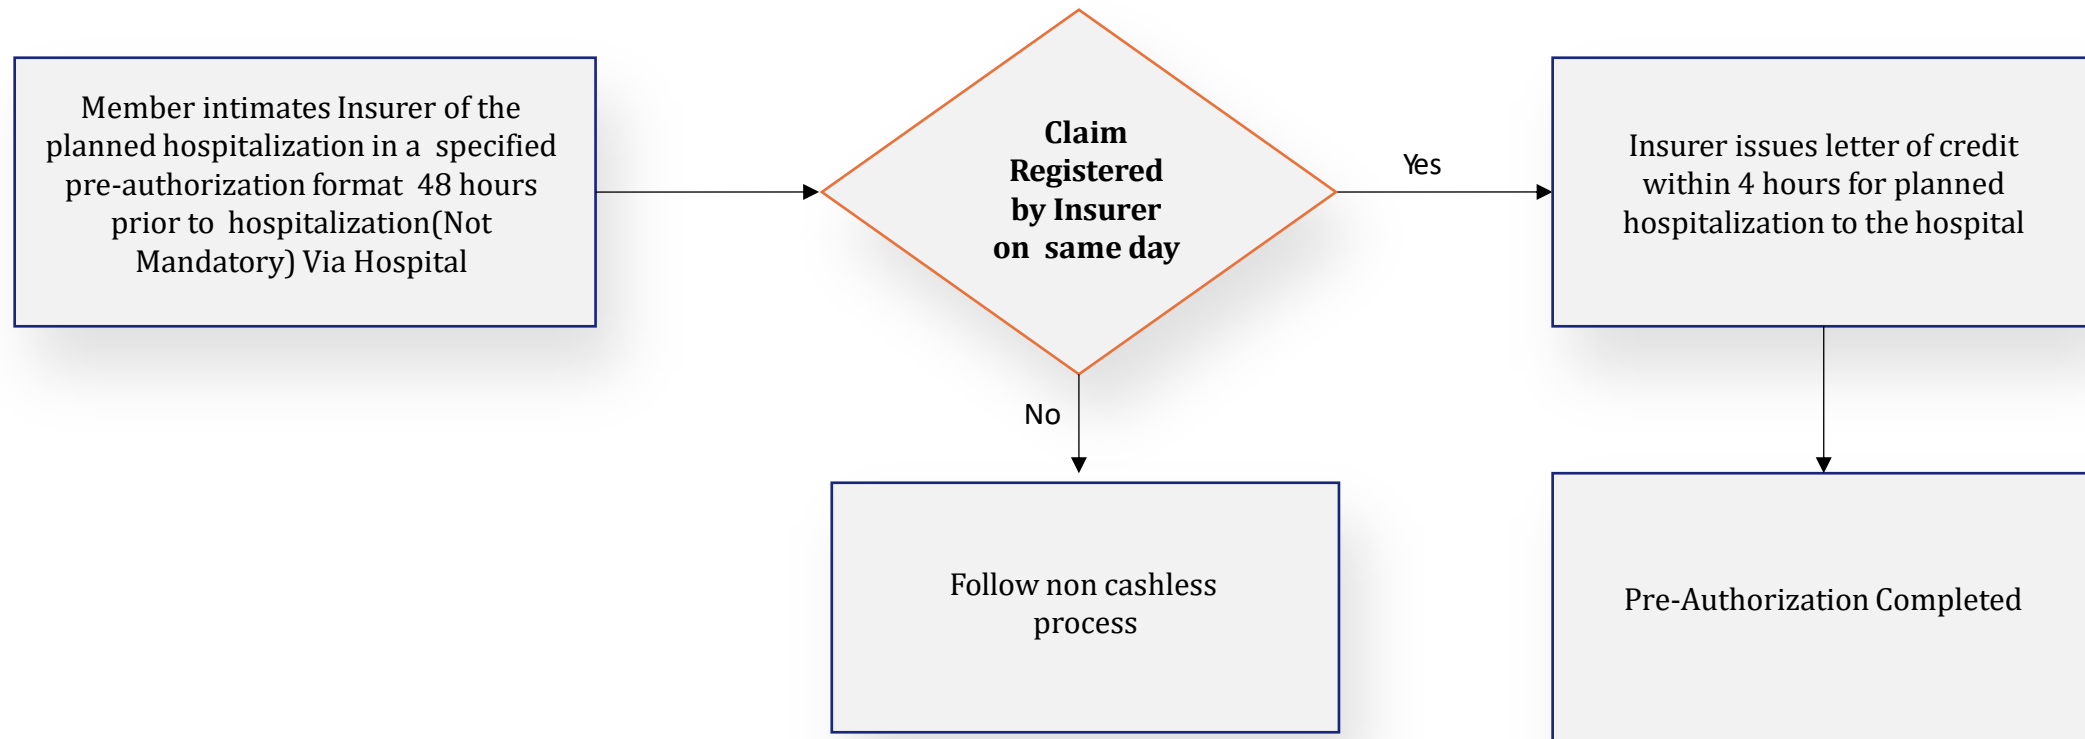 Member intimates Insurer of the
planned hospitalization in a specified
pre-authorization format 48 hours
prior to hospitalization(Not
Mandatory) Via Hospital
Claim
Registered
by Insurer
on same day
Yes
Insurer issues letter of credit
within 4 hours for planned
hospitalization to the hospital
No
Follow non cashless
process
Pre-Authorization Completed